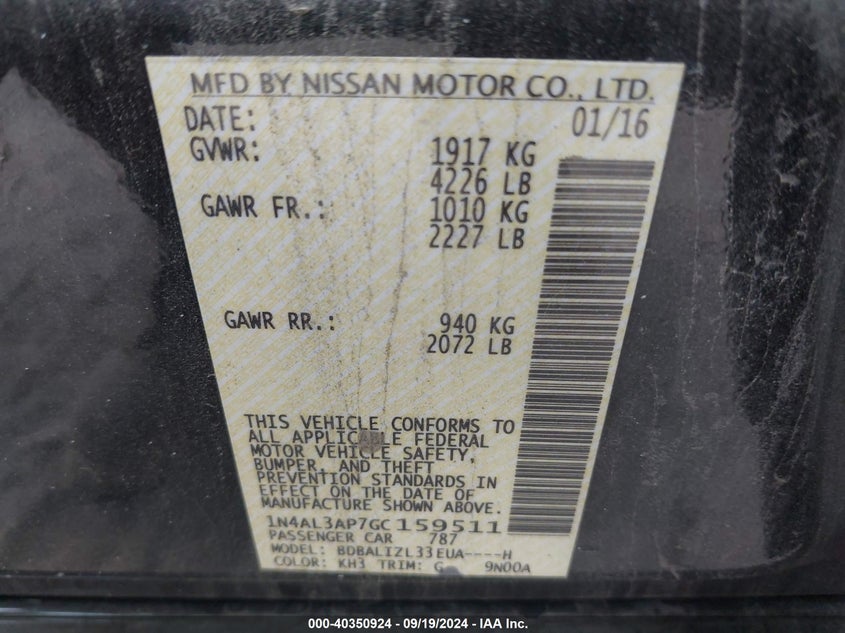 MFD BY NISSAN MOTOR CO., LTD.
DATE: 01/16
GVWR: 1917 KG
4226 LB
GAWR FR.: 1010 KG
2227 LB
GAWR RR.: 940 KG
2072 LB
THIS VEHICLE CONFORMS TO
ALL APPLICABLE FEDERAL
MOTOR VEHICLE SAFETY,
BUMPER, AND THEFT
PREVENTION STANDARDS IN
EFFECT ON THE DATE OF
MANUFACTURE SHOWN ABOVE.
1N4AL3AP7GC159511
PASSENGER CAR 787
MODEL: BDBALIZL33EUA----H
COLOR: KH3 TRIM: G 9N00A
000-40350924 - 09/19/2024 - IAA Inc.